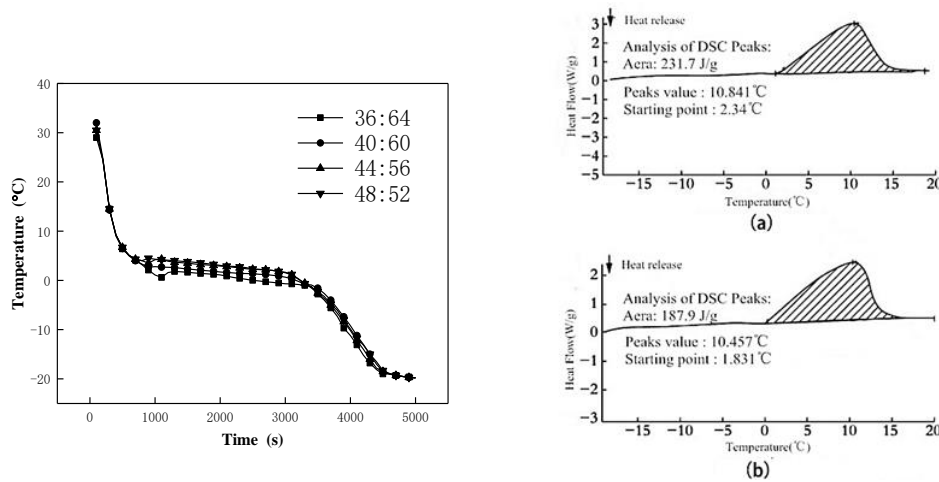 40
30
20
10
0
-10
-20
0
1000
2000
3000
4000
5000
Temperature (℃)
Time (s)
36:64
40:60
44:56
48:52
3
2
1
0
−1
−2
−3
−4
−5
Heat Flow(W/g)
Heat release
Analysis of DSC Peaks:
Aera: 231.7 J/g
Peaks value : 10.841℃
Starting point : 2.34℃
−15
−10
−5
0
5
10
15
20
Temperature(℃)
(a)
2
1
0
−1
−2
−3
Heat Flow(W/g)
Heat release
Analysis of DSC Peaks:
Aera: 187.9 J/g
Peaks value : 10.457℃
Starting point : 1.831℃
−15
−10
−5
0
5
10
15
20
Temperature(℃)
(b)